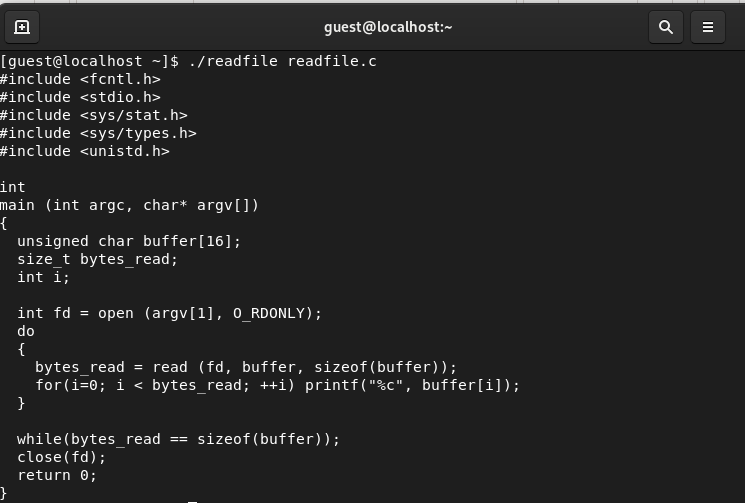 guest@localhost:~
[guest@localhost ~]$ ./readfile readfile.c
#include <fcntl.h>
#include <stdio.h>
#include <sys/stat.h>
#include <sys/types.h>
#include <unistd.h>

int
main (int argc, char* argv[])
{
  unsigned char buffer[16];
  size_t bytes_read;
  int i;

  int fd = open (argv[1], O_RDONLY);
  do
  {
    bytes_read = read (fd, buffer, sizeof(buffer));
    for(i=0; i < bytes_read; ++i) printf("%c", buffer[i]);
  }

  while(bytes_read == sizeof(buffer));
  close(fd);
  return 0;
}